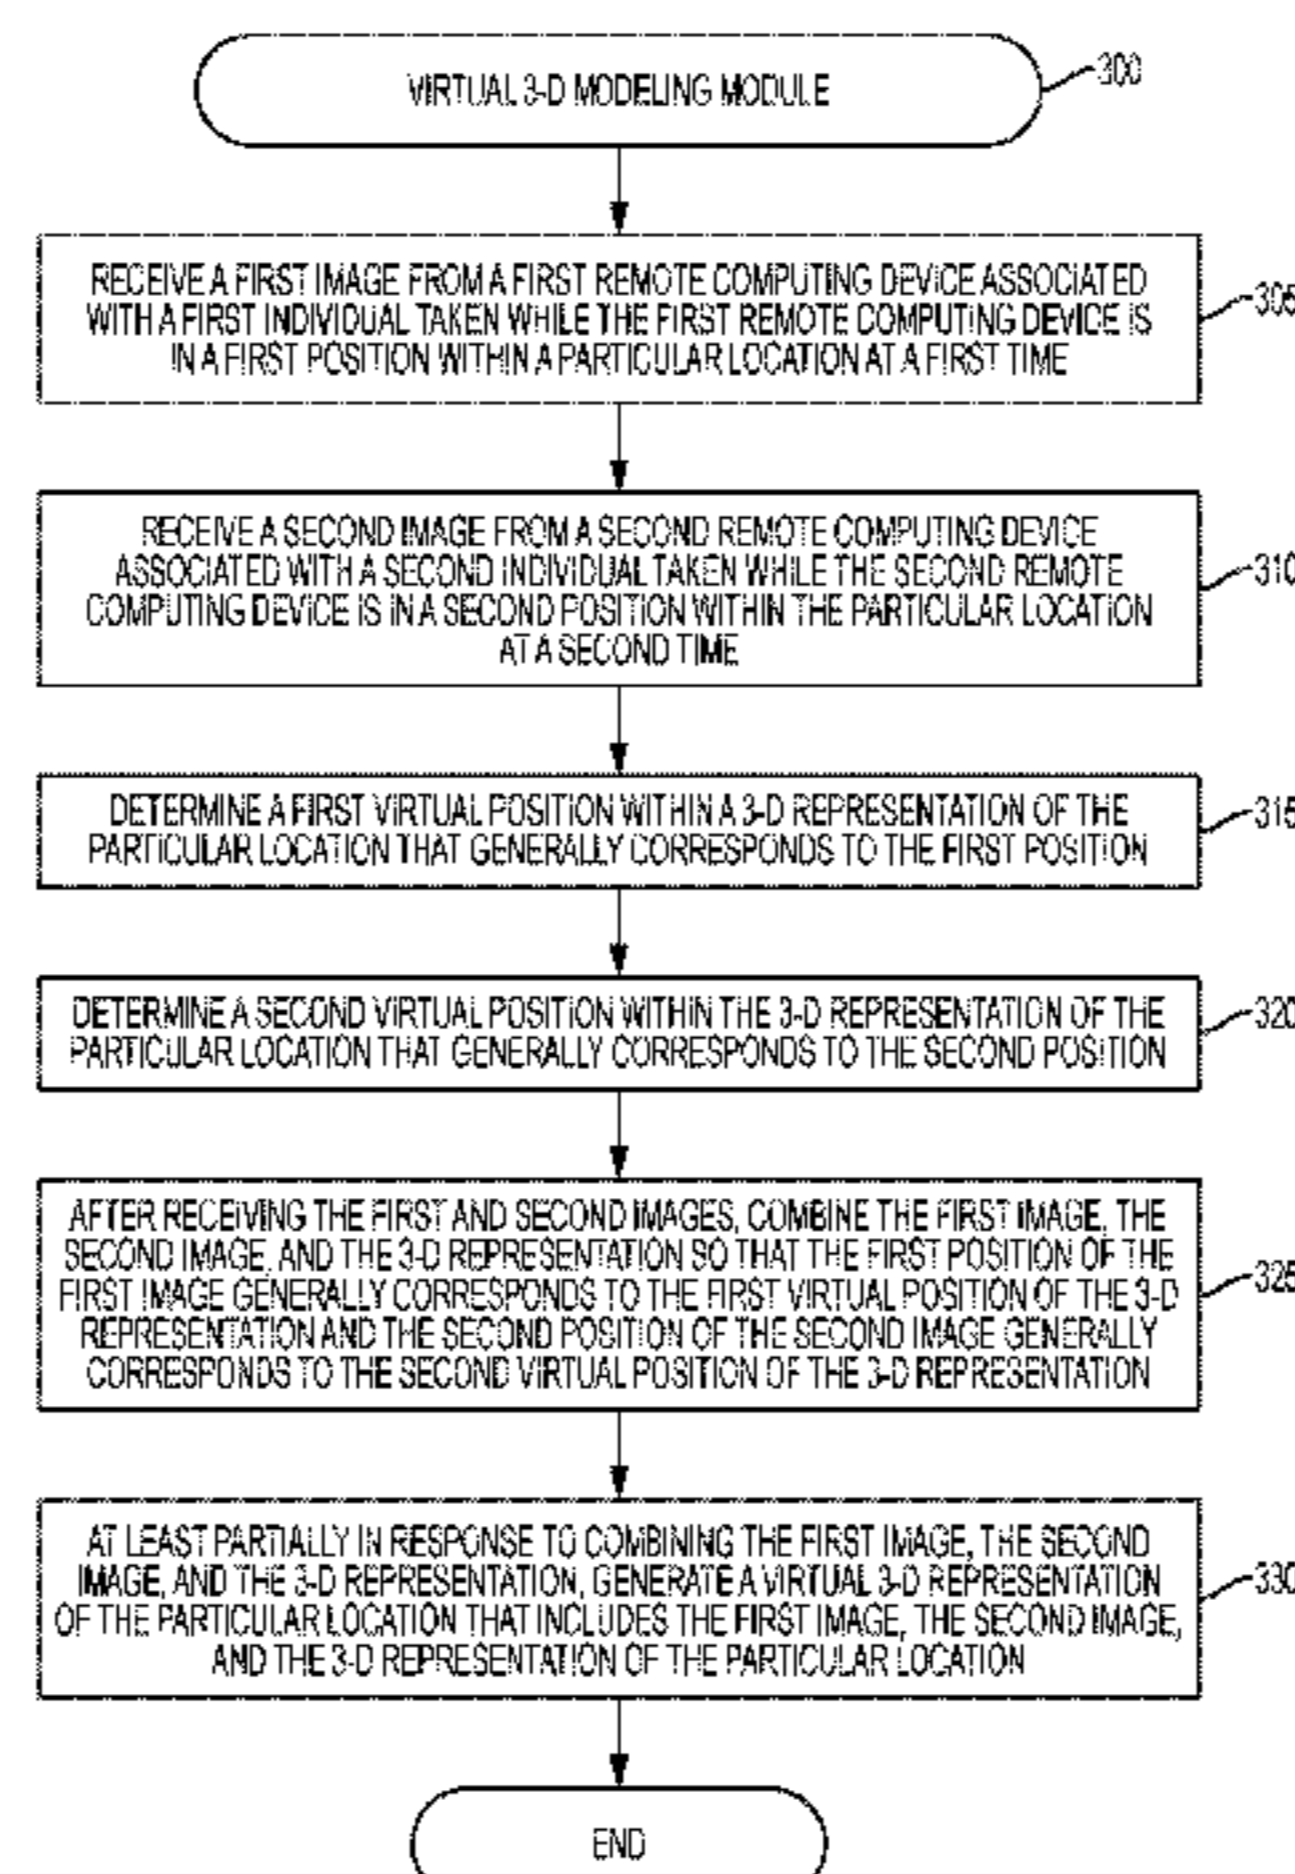 VIRTUAL 3-D MODELING MODULE
300
RECEIVE A FIRST IMAGE FROM A FIRST REMOTE COMPUTING DEVICE ASSOCIATED
WITH A FIRST INDIVIDUAL TAKEN WHILE THE FIRST REMOTE COMPUTING DEVICE IS
IN A FIRST POSITION WITHIN A PARTICULAR LOCATION AT A FIRST TIME
305
RECEIVE A SECOND IMAGE FROM A SECOND REMOTE COMPUTING DEVICE
ASSOCIATED WITH A SECOND INDIVIDUAL TAKEN WHILE THE SECOND REMOTE
COMPUTING DEVICE IS IN A SECOND POSITION WITHIN THE PARTICULAR LOCATION
AT A SECOND TIME
310
DETERMINE A FIRST VIRTUAL POSITION WITHIN A 3-D REPRESENTATION OF THE
PARTICULAR LOCATION THAT GENERALLY CORRESPONDS TO THE FIRST POSITION
315
DETERMINE A SECOND VIRTUAL POSITION WITHIN THE 3-D REPRESENTATION OF THE
PARTICULAR LOCATION THAT GENERALLY CORRESPONDS TO THE SECOND POSITION
320
AFTER RECEIVING THE FIRST AND SECOND IMAGES, COMBINE THE FIRST IMAGE, THE
SECOND IMAGE, AND THE 3-D REPRESENTATION SO THAT THE FIRST POSITION OF THE
FIRST IMAGE GENERALLY CORRESPONDS TO THE FIRST VIRTUAL POSITION OF THE 3-D
REPRESENTATION AND THE SECOND POSITION OF THE SECOND IMAGE GENERALLY
CORRESPONDS TO THE SECOND VIRTUAL POSITION OF THE 3-D REPRESENTATION
325
AT LEAST PARTIALLY IN RESPONSE TO COMBINING THE FIRST IMAGE, THE SECOND
IMAGE, AND THE 3-D REPRESENTATION, GENERATE A VIRTUAL 3-D REPRESENTATION
OF THE PARTICULAR LOCATION THAT INCLUDES THE FIRST IMAGE, THE SECOND IMAGE,
AND THE 3-D REPRESENTATION OF THE PARTICULAR LOCATION
330
END